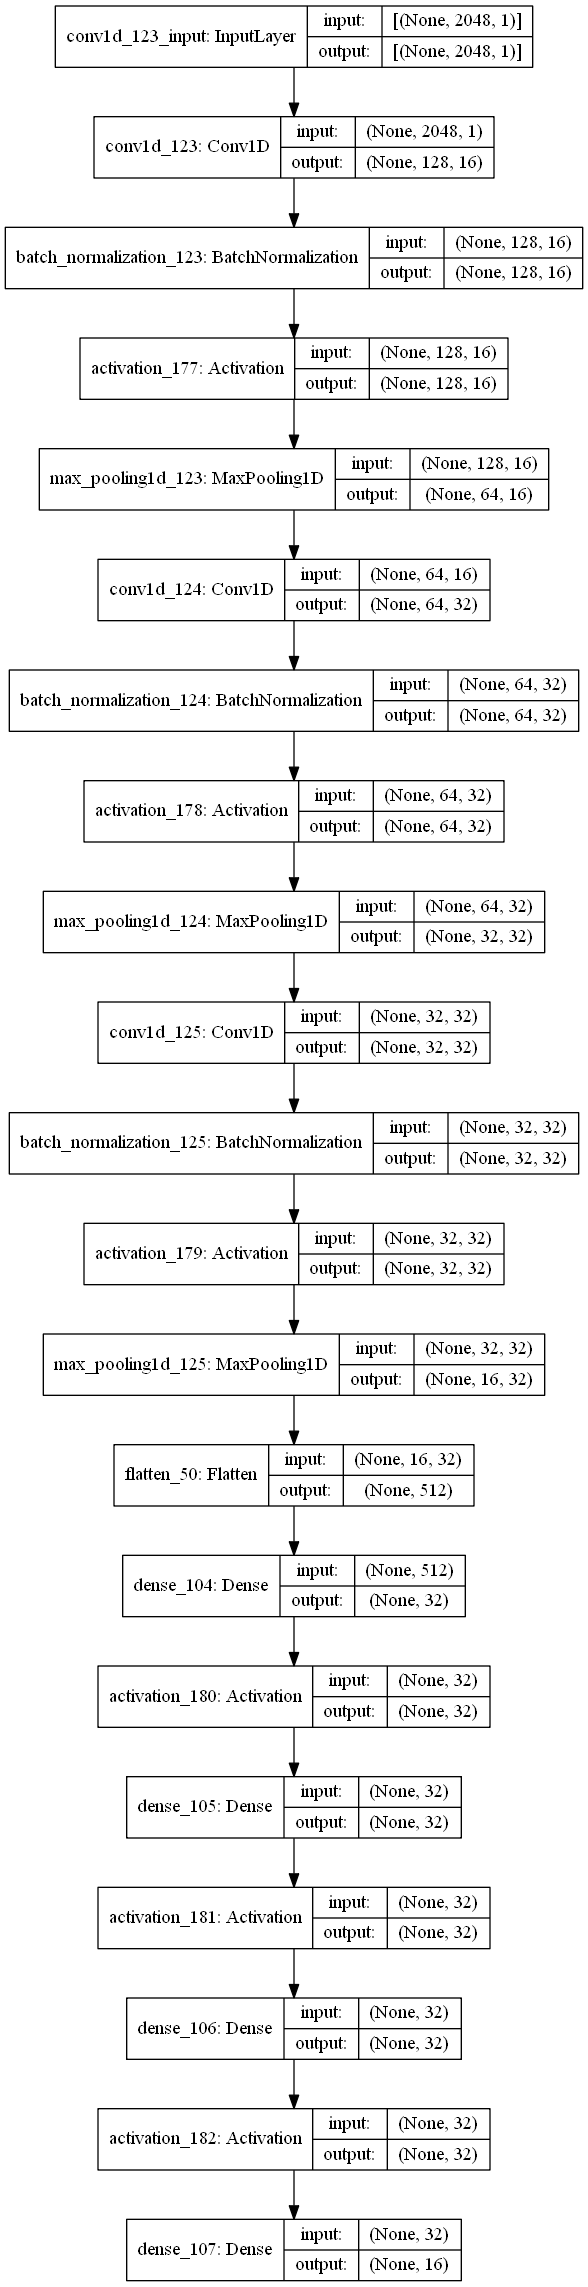 conv1d_123_input: InputLayer
input: [(None, 2048, 1)]
output: [(None, 2048, 1)]
conv1d_123: Conv1D
input: (None, 2048, 1)
output: (None, 128, 16)
batch_normalization_123: BatchNormalization
input: (None, 128, 16)
output: (None, 128, 16)
activation_177: Activation
input: (None, 128, 16)
output: (None, 128, 16)
max_pooling1d_123: MaxPooling1D
input: (None, 128, 16)
output: (None, 64, 16)
conv1d_124: Conv1D
input: (None, 64, 16)
output: (None, 64, 32)
batch_normalization_124: BatchNormalization
input: (None, 64, 32)
output: (None, 64, 32)
activation_178: Activation
input: (None, 64, 32)
output: (None, 64, 32)
max_pooling1d_124: MaxPooling1D
input: (None, 64, 32)
output: (None, 32, 32)
conv1d_125: Conv1D
input: (None, 32, 32)
output: (None, 32, 32)
batch_normalization_125: BatchNormalization
input: (None, 32, 32)
output: (None, 32, 32)
activation_179: Activation
input: (None, 32, 32)
output: (None, 32, 32)
max_pooling1d_125: MaxPooling1D
input: (None, 32, 32)
output: (None, 16, 32)
flatten_50: Flatten
input: (None, 16, 32)
output: (None, 512)
dense_104: Dense
input: (None, 512)
output: (None, 32)
activation_180: Activation
input: (None, 32)
output: (None, 32)
dense_105: Dense
input: (None, 32)
output: (None, 32)
activation_181: Activation
input: (None, 32)
output: (None, 32)
dense_106: Dense
input: (None, 32)
output: (None, 32)
activation_182: Activation
input: (None, 32)
output: (None, 32)
dense_107: Dense
input: (None, 32)
output: (None, 16)